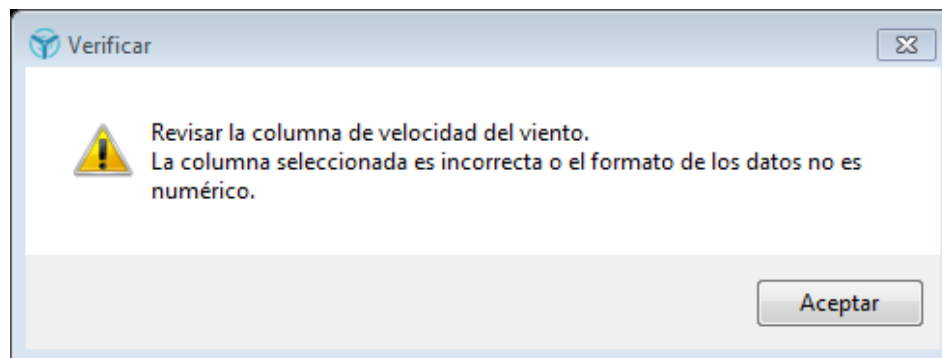 Verificar
Revisar la columna de velocidad del viento.
La columna seleccionada es incorrecta o el formato de los datos no es
numérico.
Aceptar